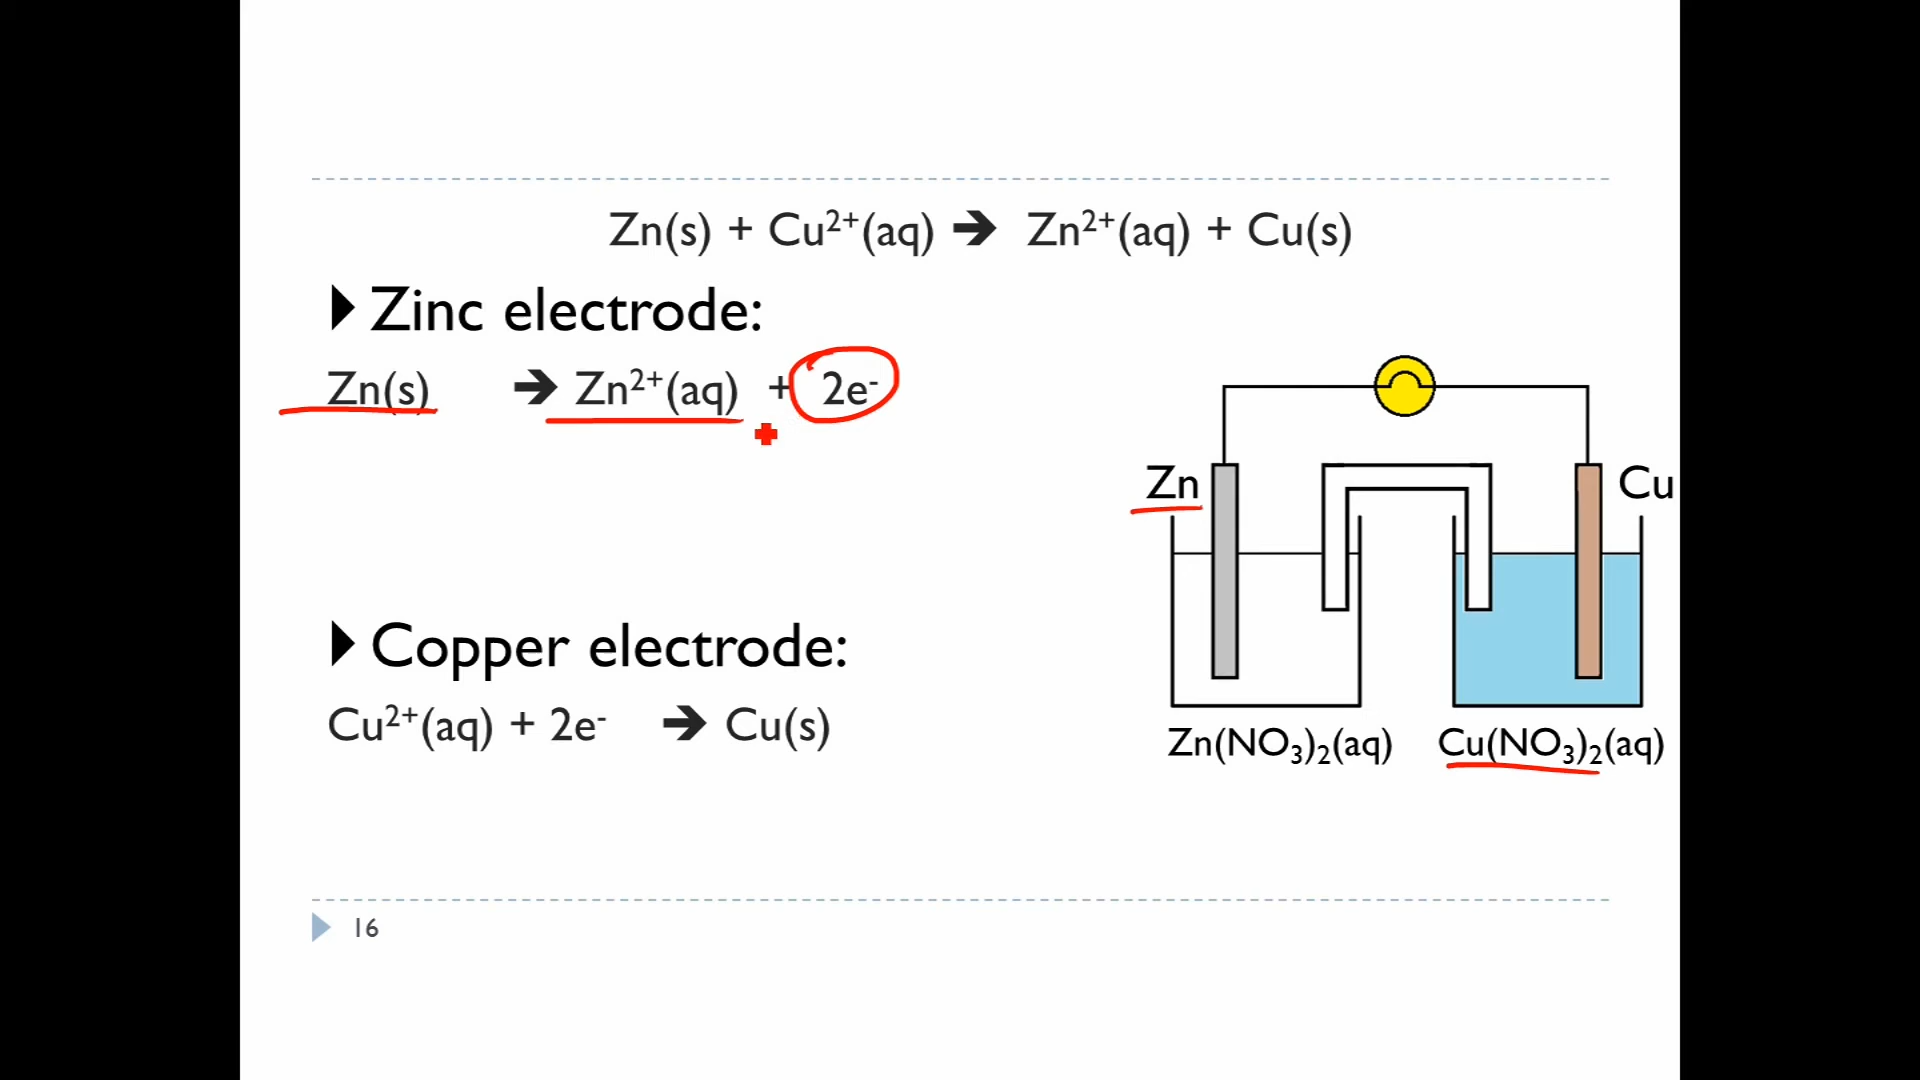 Zn(s) + Cu²⁺(aq) ➔ Zn²⁺(aq) + Cu(s)
Zinc electrode:
Zn(s) ➔ Zn²⁺(aq) + 2e⁻
Zn
Cu
Copper electrode:
Cu²⁺(aq) + 2e⁻ ➔ Cu(s)
Zn(NO₃)₂(aq)
Cu(NO₃)₂(aq)
16